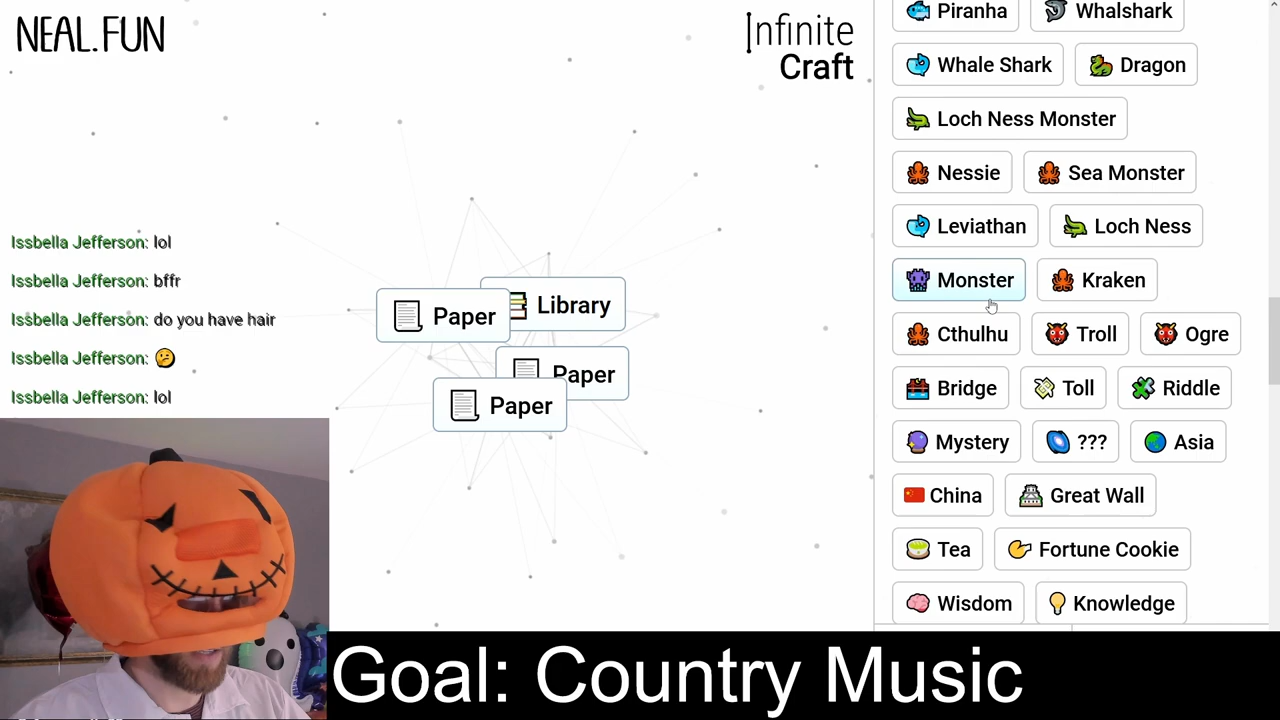 NEAL.FUN
Infinite
Craft
Piranha
Whalshark
Whale Shark
Dragon
Loch Ness Monster
Nessie
Sea Monster
Leviathan
Loch Ness
Monster
Kraken
Cthulhu
Troll
Ogre
Bridge
Toll
Riddle
Mystery
???
Asia
China
Great Wall
Tea
Fortune Cookie
Wisdom
Knowledge
Library
Paper
Paper
Paper
Issbella Jefferson: lol
Issbella Jefferson: bffr
Issbella Jefferson: do you have hair
Issbella Jefferson: 🤔
Issbella Jefferson: lol
Goal: Country Music